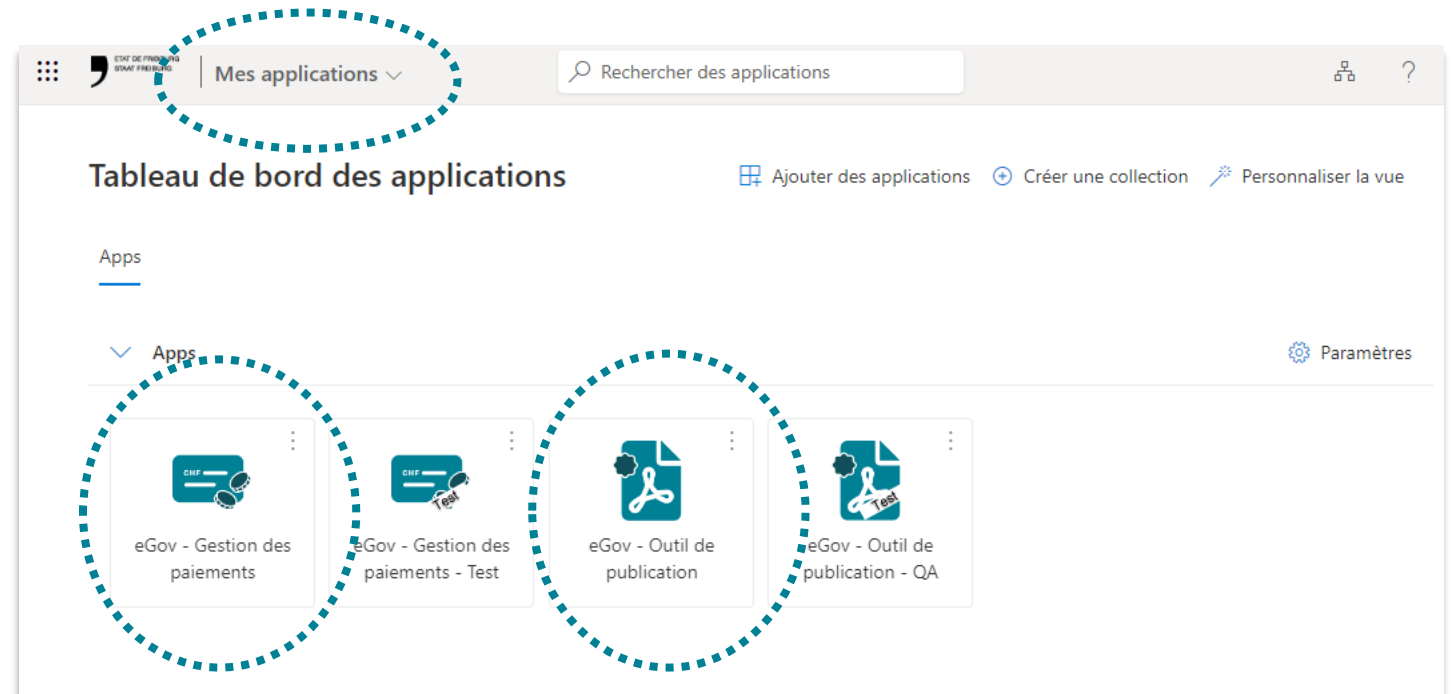 ETAT DE FRIBOURG
STAAT FREIBURG
Mes applications
Rechercher des applications
?
Tableau de bord des applications
Ajouter des applications
Créer une collection
Personnaliser la vue
Apps
Apps
Paramètres
CHF
CHF
Test
Test
eGov - Gestion des
paiements
eGov - Gestion des
paiements - Test
eGov - Outil de
publication
eGov - Outil de
publication - QA